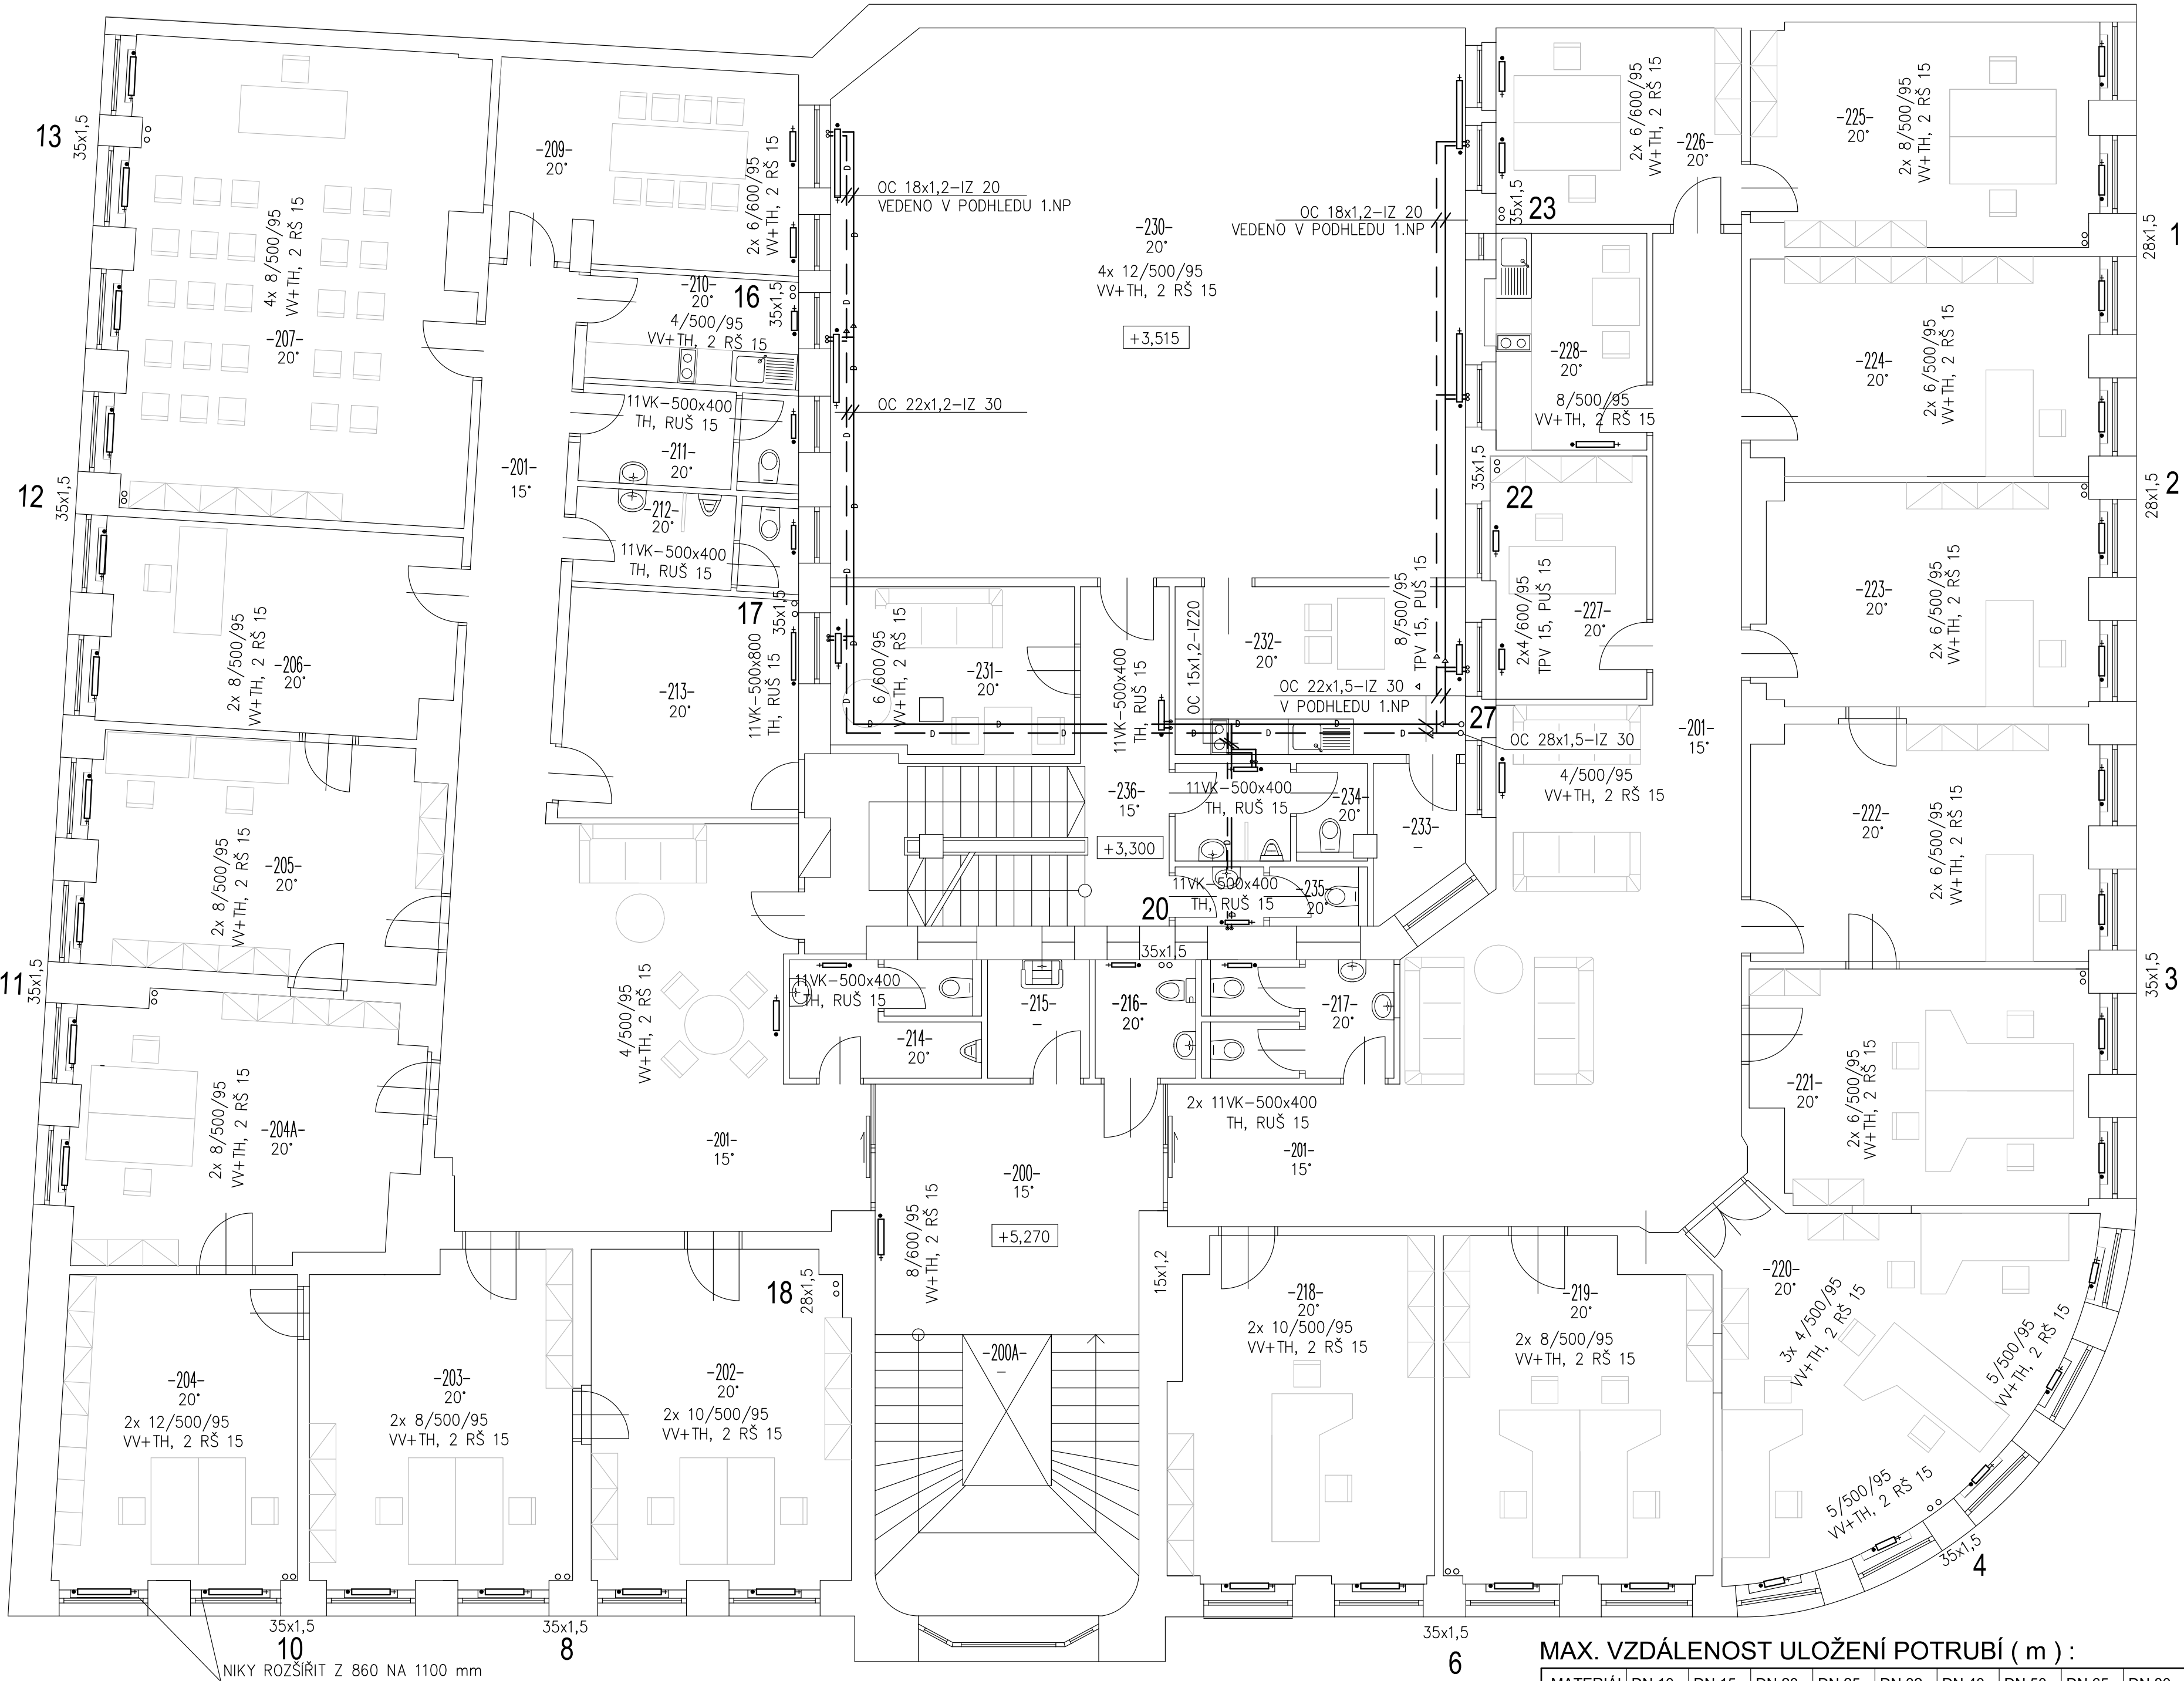 13
35x1,5
4x 8/500/95
VV+TH, 2 RŠ 15
-207-
20°
12
35x1,5
-209-
20°
2x 6/600/95
VV+TH, 2 RŠ 15
-210-
20°
4/500/95
VV+TH, 2 RŠ 15
16
35x1,5
11VK-500x400
TH, RUŠ 15
-211-
20°
-212-
20°
11VK-500x400
TH, RUŠ 15
-201-
15°
17
35x1,5
-213-
20°
11VK-500x800
TH, RUŠ 15
OC 18x1,2-IZ 20
VEDENO V PODHLEDU 1.NP
OC 22x1,2-IZ 30
-230-
20°
4x 12/500/95
VV+TH, 2 RŠ 15
+3,515
OC 18x1,2-IZ 20
VEDENO V PODHLEDU 1.NP
35x1,5
23
2x 6/600/95
VV+TH, 2 RŠ 15
-226-
20°
-225-
20°
2x 8/500/95
VV+TH, 2 RŠ 15
1
28x1,5
-228-
20°
8/500/95
VV+TH, 2 RŠ 15
-224-
20°
2x 6/500/95
VV+TH, 2 RŠ 15
2
28x1,5
35x1,5
22
2x4/600/95
TPV 15, PUŠ 15
-227-
20°
-223-
20°
2x 6/500/95
VV+TH, 2 RŠ 15
2x 8/500/95
VV+TH, 2 RŠ 15
-206-
20°
6/600/95
VV+TH, 2 RŠ 15
-231-
20°
11VK-500x400
TH, RUŠ 15
OC 15x1,2-IZ20
-232-
20°
8/500/95
TPV 15, PUŠ 15
OC 22x1,5-IZ 30
V PODHLEDU 1.NP
27
OC 28x1,5-IZ 30
4/500/95
VV+TH, 2 RŠ 15
-201-
15°
-222-
20°
2x 6/500/95
VV+TH, 2 RŠ 15
3
35x1,5
2x 8/500/95
VV+TH, 2 RŠ 15
-205-
20°
11
35x1,5
-236-
15°
+3,300
11VK-500x400
TH, RUŠ 15
-234-
20°
-233-
–
11VK-500x400
TH, RUŠ 15
-235-
20°
20
35x1,5
4/500/95
VV+TH, 2 RŠ 15
11VK-500x400
TH, RUŠ 15
-214-
20°
-215-
–
-216-
20°
-217-
20°
2x 11VK-500x400
TH, RUŠ 15
2x 8/500/95
VV+TH, 2 RŠ 15
-204A-
20°
-201-
15°
-200-
15°
+5,270
8/600/95
VV+TH, 2 RŠ 15
-201-
15°
-221-
20°
2x 6/500/95
VV+TH, 2 RŠ 15
18
28x1,5
15x1,2
-200A-
–
-204-
20°
2x 12/500/95
VV+TH, 2 RŠ 15
-203-
20°
2x 8/500/95
VV+TH, 2 RŠ 15
-202-
20°
2x 10/500/95
VV+TH, 2 RŠ 15
-218-
20°
2x 10/500/95
VV+TH, 2 RŠ 15
-219-
20°
2x 8/500/95
VV+TH, 2 RŠ 15
-220-
20°
3x 4/500/95
VV+TH, 2 RŠ 15
5/500/95
VV+TH, 2 RŠ 15
5/500/95
VV+TH, 2 RŠ 15
35x1,5
4
35x1,5
10
35x1,5
8
35x1,5
6
NIKY ROZŠÍŘIT Z 860 NA 1100 mm
MAX. VZDÁLENOST ULOŽENÍ POTRUBÍ ( m ) :